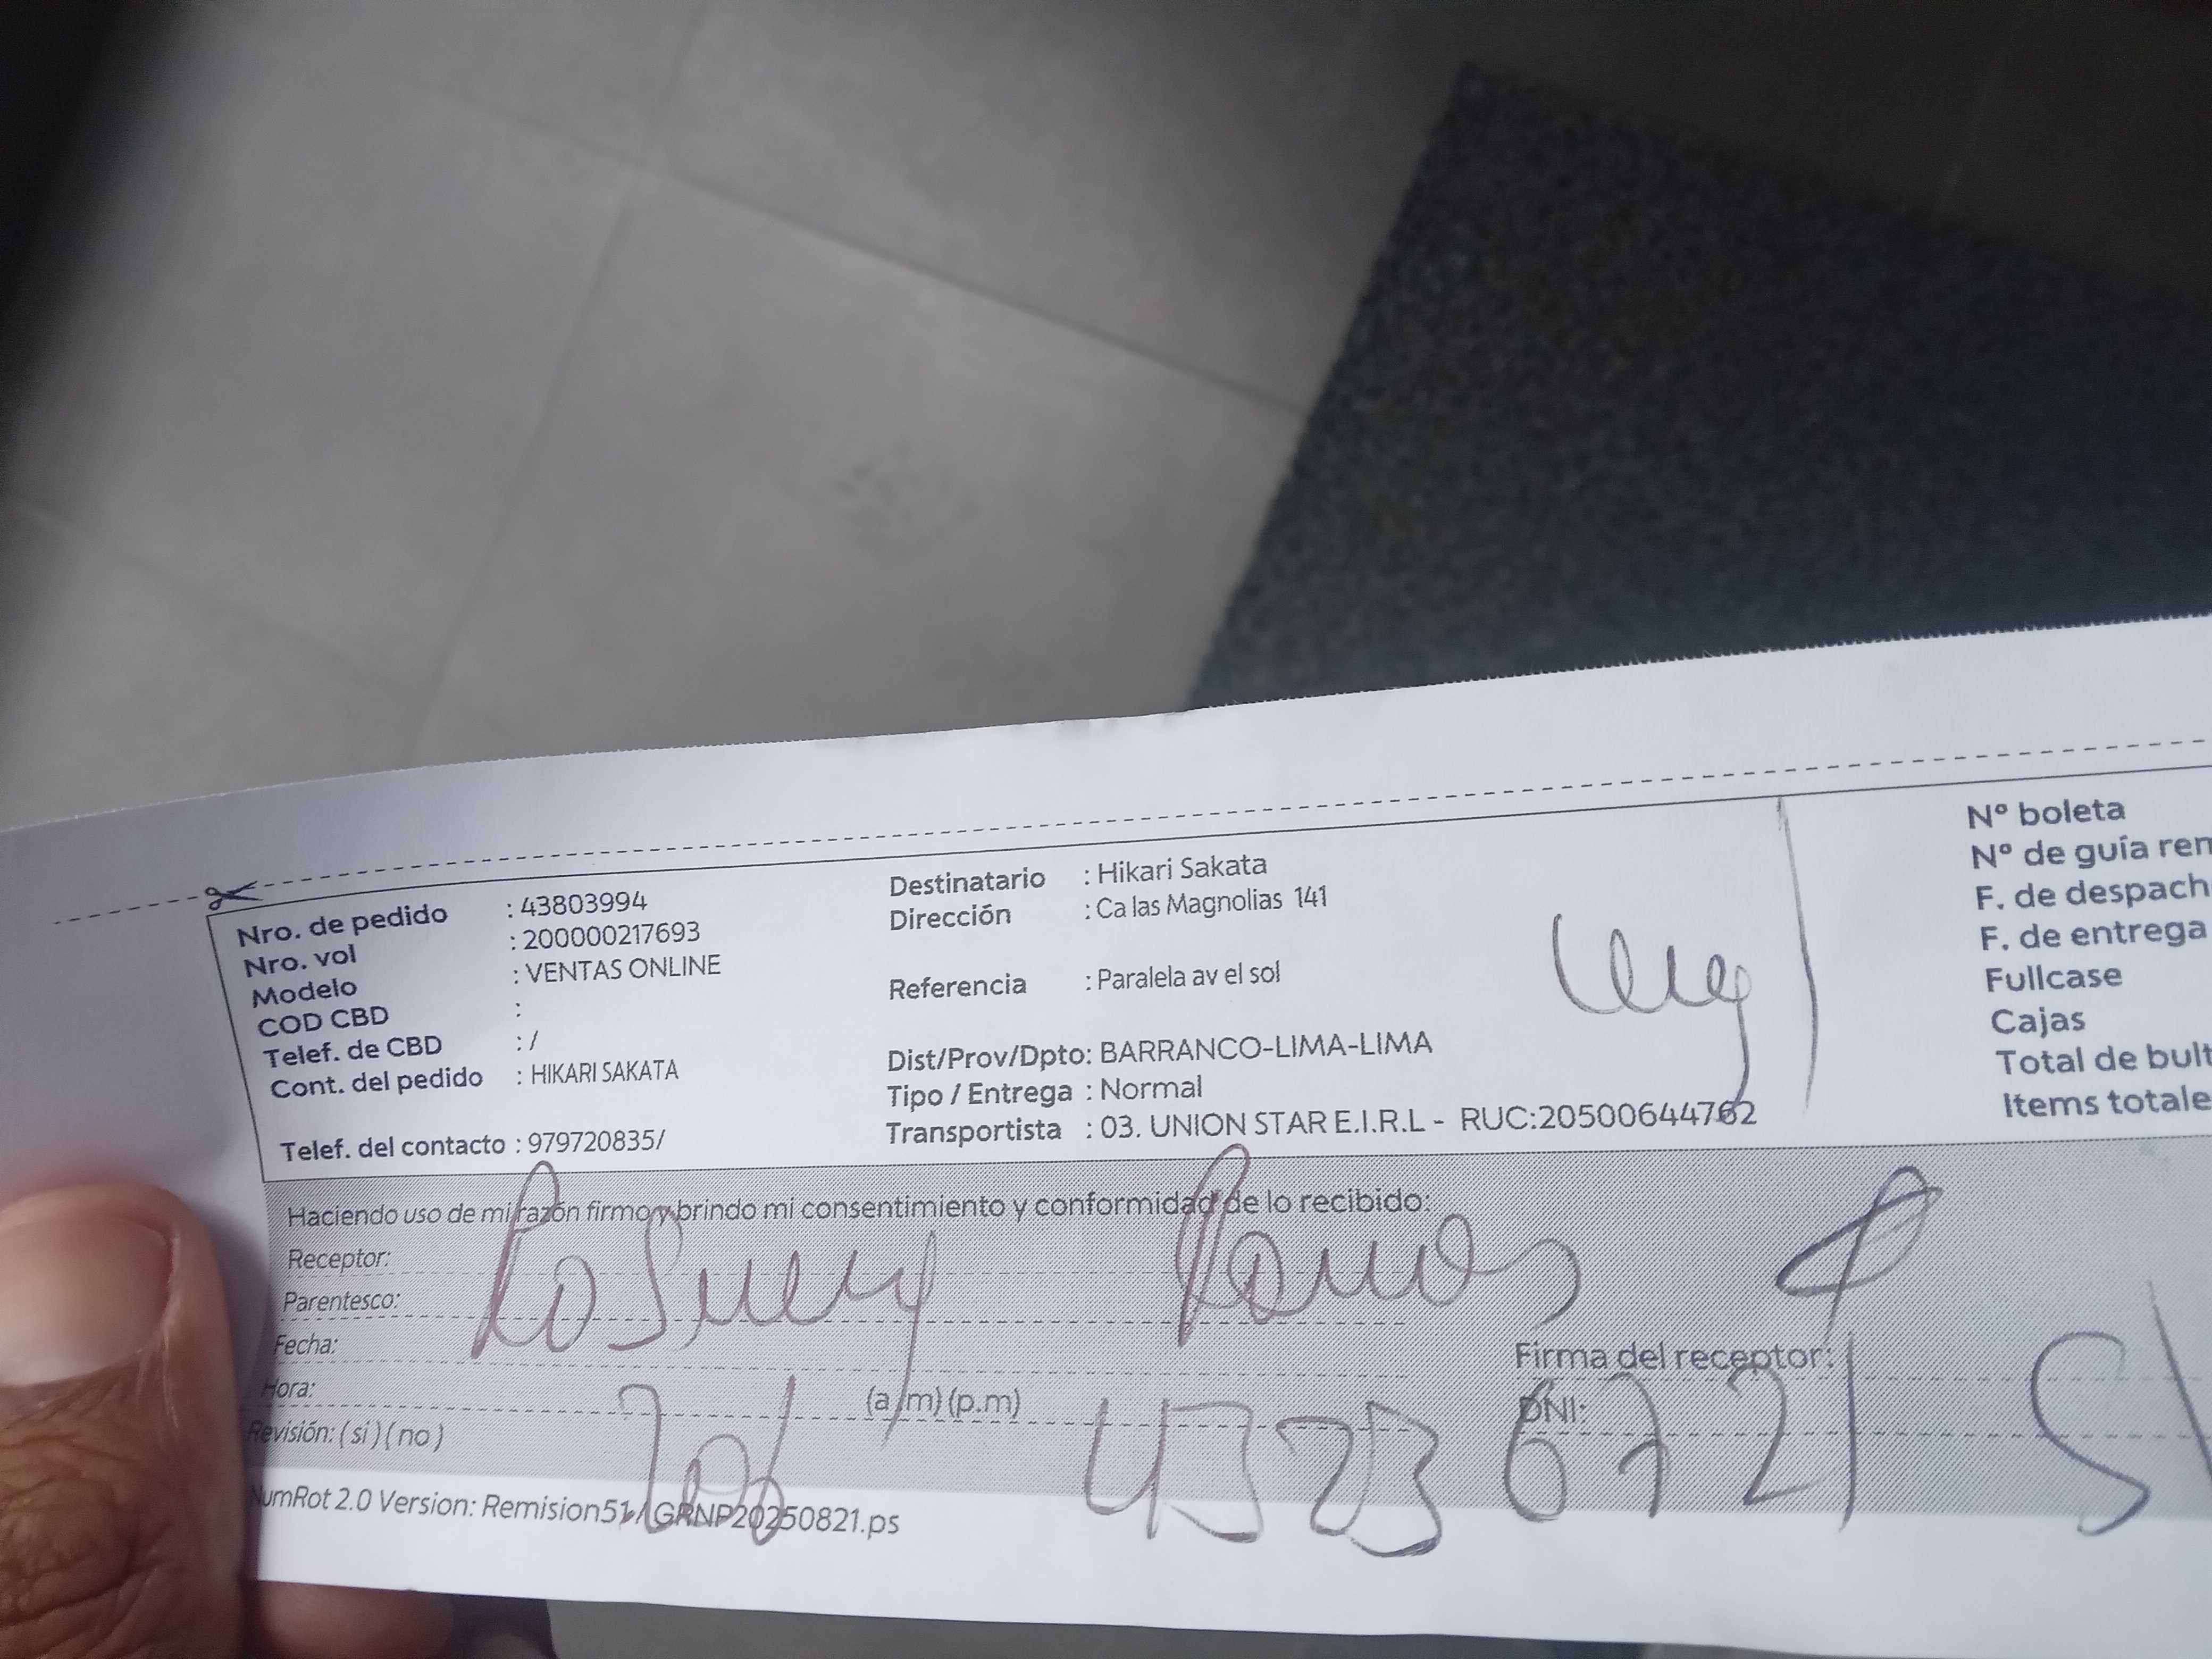 Nro. de pedido : 43803994
Nro. vol : 200000217693
Modelo : VENTAS ONLINE
COD CBD :
Telef. de CBD : /
Cont. del pedido : HIKARI SAKATA
Telef. del contacto : 979720835/
Destinatario : Hikari Sakata
Dirección : Ca las Magnolias 141
Referencia : Paralela av el sol
Dist/Prov/Dpto: BARRANCO-LIMA-LIMA
Tipo / Entrega : Normal
Transportista : 03. UNION STAR E.I.R.L - RUC:20500644762
Nº boleta
Nº de guía rem
F. de despach
F. de entrega
Fullcase
Cajas
Total de bult
Items totale
Haciendo uso de mi razón firmo y brindo mi consentimiento y conformidad de lo recibido:
Receptor:
Parentesco:
Ramos
Fecha:
Firma del receptor:
Hora: (a/m) (p.m)
DNI:
Revisión: ( si ) ( no )
NumRot 2.0 Version: Remision51/GRNP20250821.ps